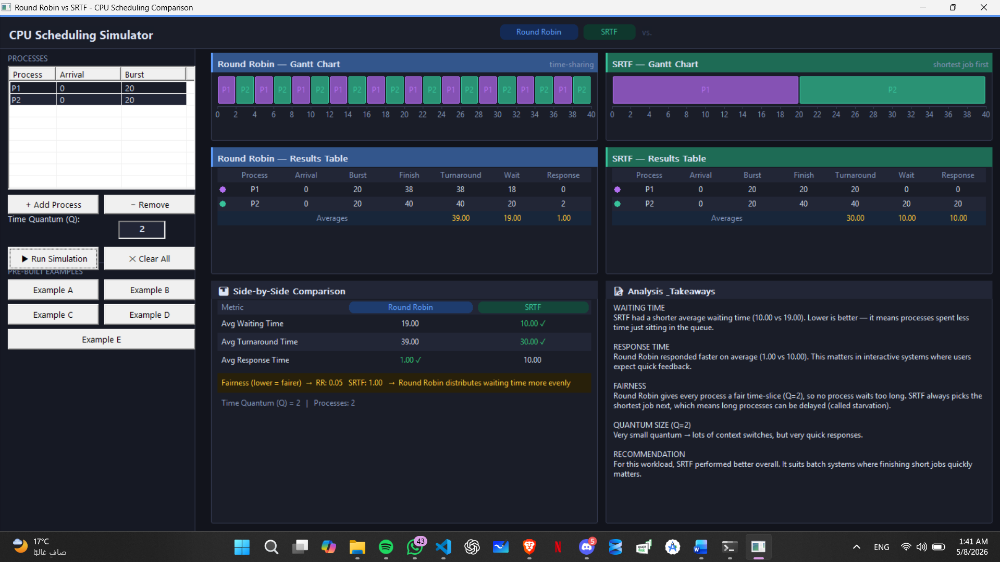 Round Robin vs SRTF - CPU Scheduling Comparison
CPU Scheduling Simulator
Round Robin
SRTF
vs.
PROCESSES
Process Arrival Burst
P1 0 20
P2 0 20
+ Add Process
− Remove
Time Quantum (Q):
2
▶ Run Simulation
✕ Clear All
PRE-BUILT EXAMPLES
Example A
Example B
Example C
Example D
Example E
Round Robin — Gantt Chart
time-sharing
P1 P2 P1 P2 P1 P2 P1 P2 P1 P2 P1 P2 P1 P2 P1 P2 P1 P2 P1 P2
0 2 4 6 8 10 12 14 16 18 20 22 24 26 28 30 32 34 36 38 40
SRTF — Gantt Chart
shortest job first
P1 P2
0 2 4 6 8 10 12 14 16 18 20 22 24 26 28 30 32 34 36 38 40
Round Robin — Results Table
Process Arrival Burst Finish Turnaround Wait Response
P1 0 20 38 38 18 0
P2 0 20 40 40 20 2
Averages 39.00 19.00 1.00
SRTF — Results Table
Process Arrival Burst Finish Turnaround Wait Response
P1 0 20 20 20 0 0
P2 0 20 40 40 20 20
Averages 30.00 10.00 10.00
Side-by-Side Comparison
Metric Round Robin SRTF
Avg Waiting Time 19.00 10.00 ✓
Avg Turnaround Time 39.00 30.00 ✓
Avg Response Time 1.00 ✓ 10.00
Fairness (lower = fairer) → RR: 0.05 SRTF: 1.00 → Round Robin distributes waiting time more evenly
Time Quantum (Q) = 2 | Processes: 2
Analysis _Takeaways
WAITING TIME
SRTF had a shorter average waiting time (10.00 vs 19.00). Lower is better — it means processes spent less
time just sitting in the queue.
RESPONSE TIME
Round Robin responded faster on average (1.00 vs 10.00). This matters in interactive systems where users
expect quick feedback.
FAIRNESS
Round Robin gives every process a fair time-slice (Q=2), so no process waits too long. SRTF always picks the
shortest job next, which means long processes can be delayed (called starvation).
QUANTUM SIZE (Q=2)
Very small quantum → lots of context switches, but very quick responses.
RECOMMENDATION
For this workload, SRTF performed better overall. It suits batch systems where finishing short jobs quickly
matters.
17°C
صافٍ غالبًا
43
5
space desk
ENG
1:41 AM
5/8/2026